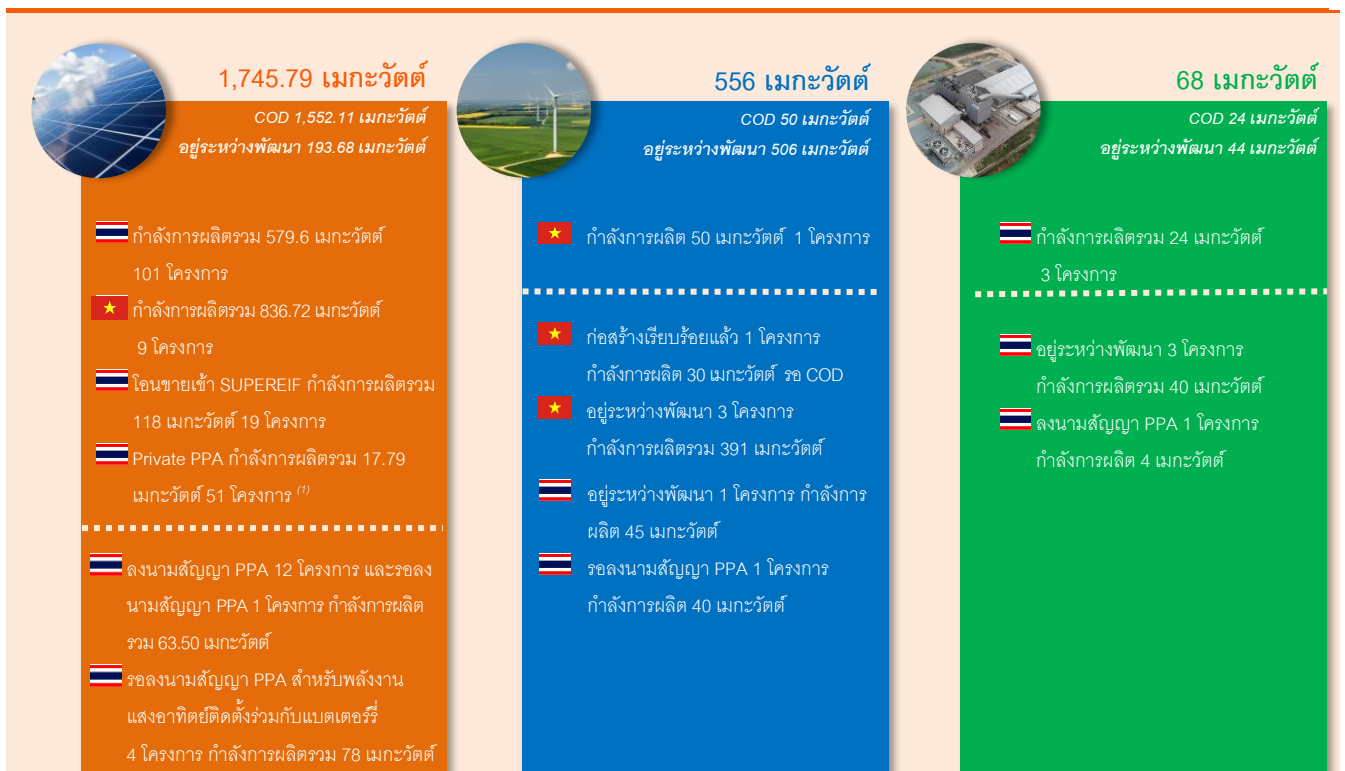 1,745.79 เมกะวัตต์
COD 1,552.11 เมกะวัตต์
อยู่ระหว่างพัฒนา 193.68 เมกะวัตต์
กำลังการผลิตรวม 579.6 เมกะวัตต์
101 โครงการ
กำลังการผลิตรวม 836.72 เมกะวัตต์
9 โครงการ
โอนขายเข้า SUPEREIF กำลังการผลิตรวม
118 เมกะวัตต์ 19 โครงการ
Private PPA กำลังการผลิตรวม 17.79
เมกะวัตต์ 51 โครงการ (1)
ลงนามสัญญา PPA 12 โครงการ และรอลง
นามสัญญา PPA 1 โครงการ กำลังการผลิต
รวม 63.50 เมกะวัตต์
รอลงนามสัญญา PPA สำหรับพลังงาน
แสงอาทิตย์ติดตั้งร่วมกับแบตเตอร์รี่
4 โครงการ กำลังการผลิตรวม 78 เมกะวัตต์
556 เมกะวัตต์
COD 50 เมกะวัตต์
อยู่ระหว่างพัฒนา 506 เมกะวัตต์
กำลังการผลิต 50 เมกะวัตต์ 1 โครงการ
ก่อสร้างเรียบร้อยแล้ว 1 โครงการ
กำลังการผลิต 30 เมกะวัตต์ รอ COD
อยู่ระหว่างพัฒนา 3 โครงการ
กำลังการผลิตรวม 391 เมกะวัตต์
อยู่ระหว่างพัฒนา 1 โครงการ กำลังการ
ผลิต 45 เมกะวัตต์
รอลงนามสัญญา PPA 1 โครงการ
กำลังการผลิต 40 เมกะวัตต์
68 เมกะวัตต์
COD 24 เมกะวัตต์
อยู่ระหว่างพัฒนา 44 เมกะวัตต์
กำลังการผลิตรวม 24 เมกะวัตต์
3 โครงการ
อยู่ระหว่างพัฒนา 3 โครงการ
กำลังการผลิตรวม 40 เมกะวัตต์
ลงนามสัญญา PPA 1 โครงการ
กำลังการผลิต 4 เมกะวัตต์